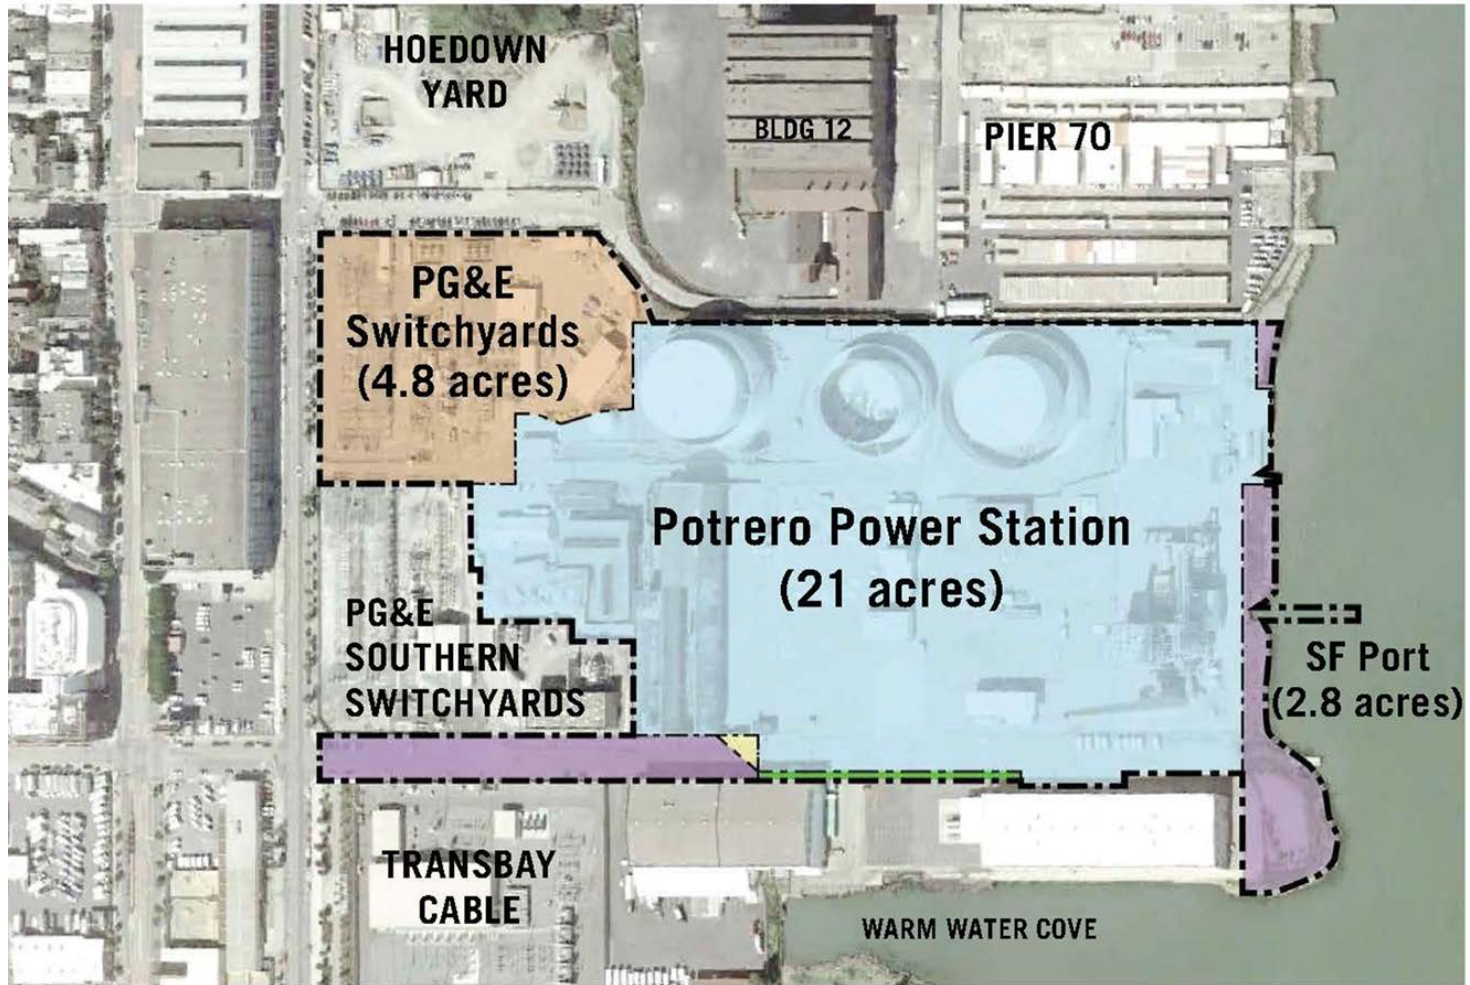 HOEDOWN
YARD
BLDG 12
PIER 70
PG&E
Switchyards
(4.8 acres)
Potrero Power Station
(21 acres)
PG&E
SOUTHERN
SWITCHYARDS
SF Port
(2.8 acres)
TRANSBAY
CABLE
WARM WATER COVE